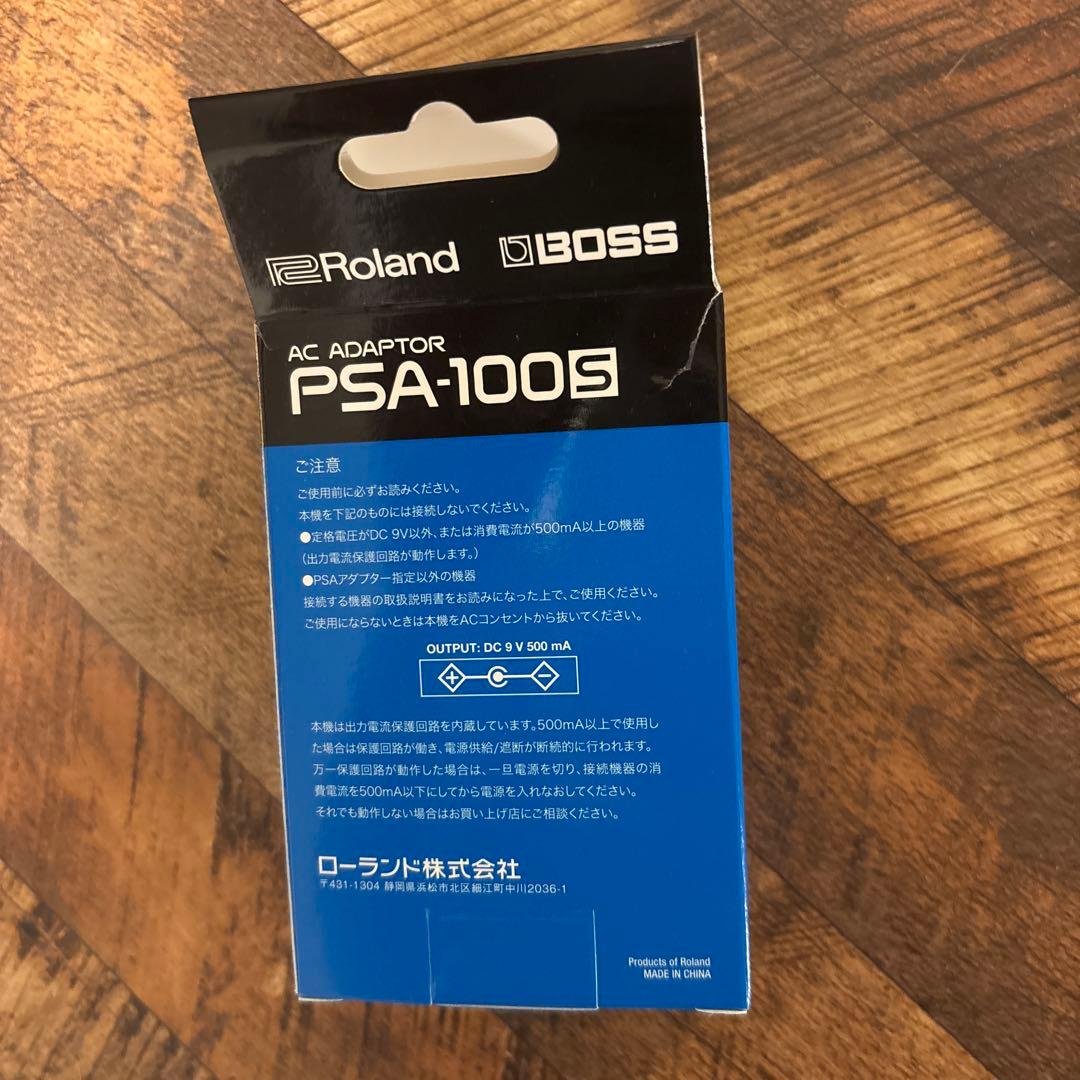 Roland BOSS
AC ADAPTOR
PSA-100S
ご注意
ご使用前に必ずお読みください。
本機を下記のものには接続しないでください。
●定格電圧がDC 9V以外、または消費電流が500mA以上の機器
(出力電流保護回路が動作します。)
●PSAアダプター指定以外の機器
接続する機器の取扱説明書をお読みになった上で、ご使用ください。
ご使用にならないときは本機をACコンセントから抜いてください。
OUTPUT: DC 9 V 500 mA
本機は出力電流保護回路を内蔵しています。500mA以上で使用し
た場合は保護回路が働き、電源供給/遮断が断続的に行われます。
万一保護回路が動作した場合は、一旦電源を切り、接続機器の消
費電流を500mA以下にしてから電源を入れなおしてください。
それでも動作しない場合はお買い上げ店にご相談ください。
ローランド株式会社
〒431-1304 静岡県浜松市北区細江町中川2036-1
Products of Roland
MADE IN CHINA